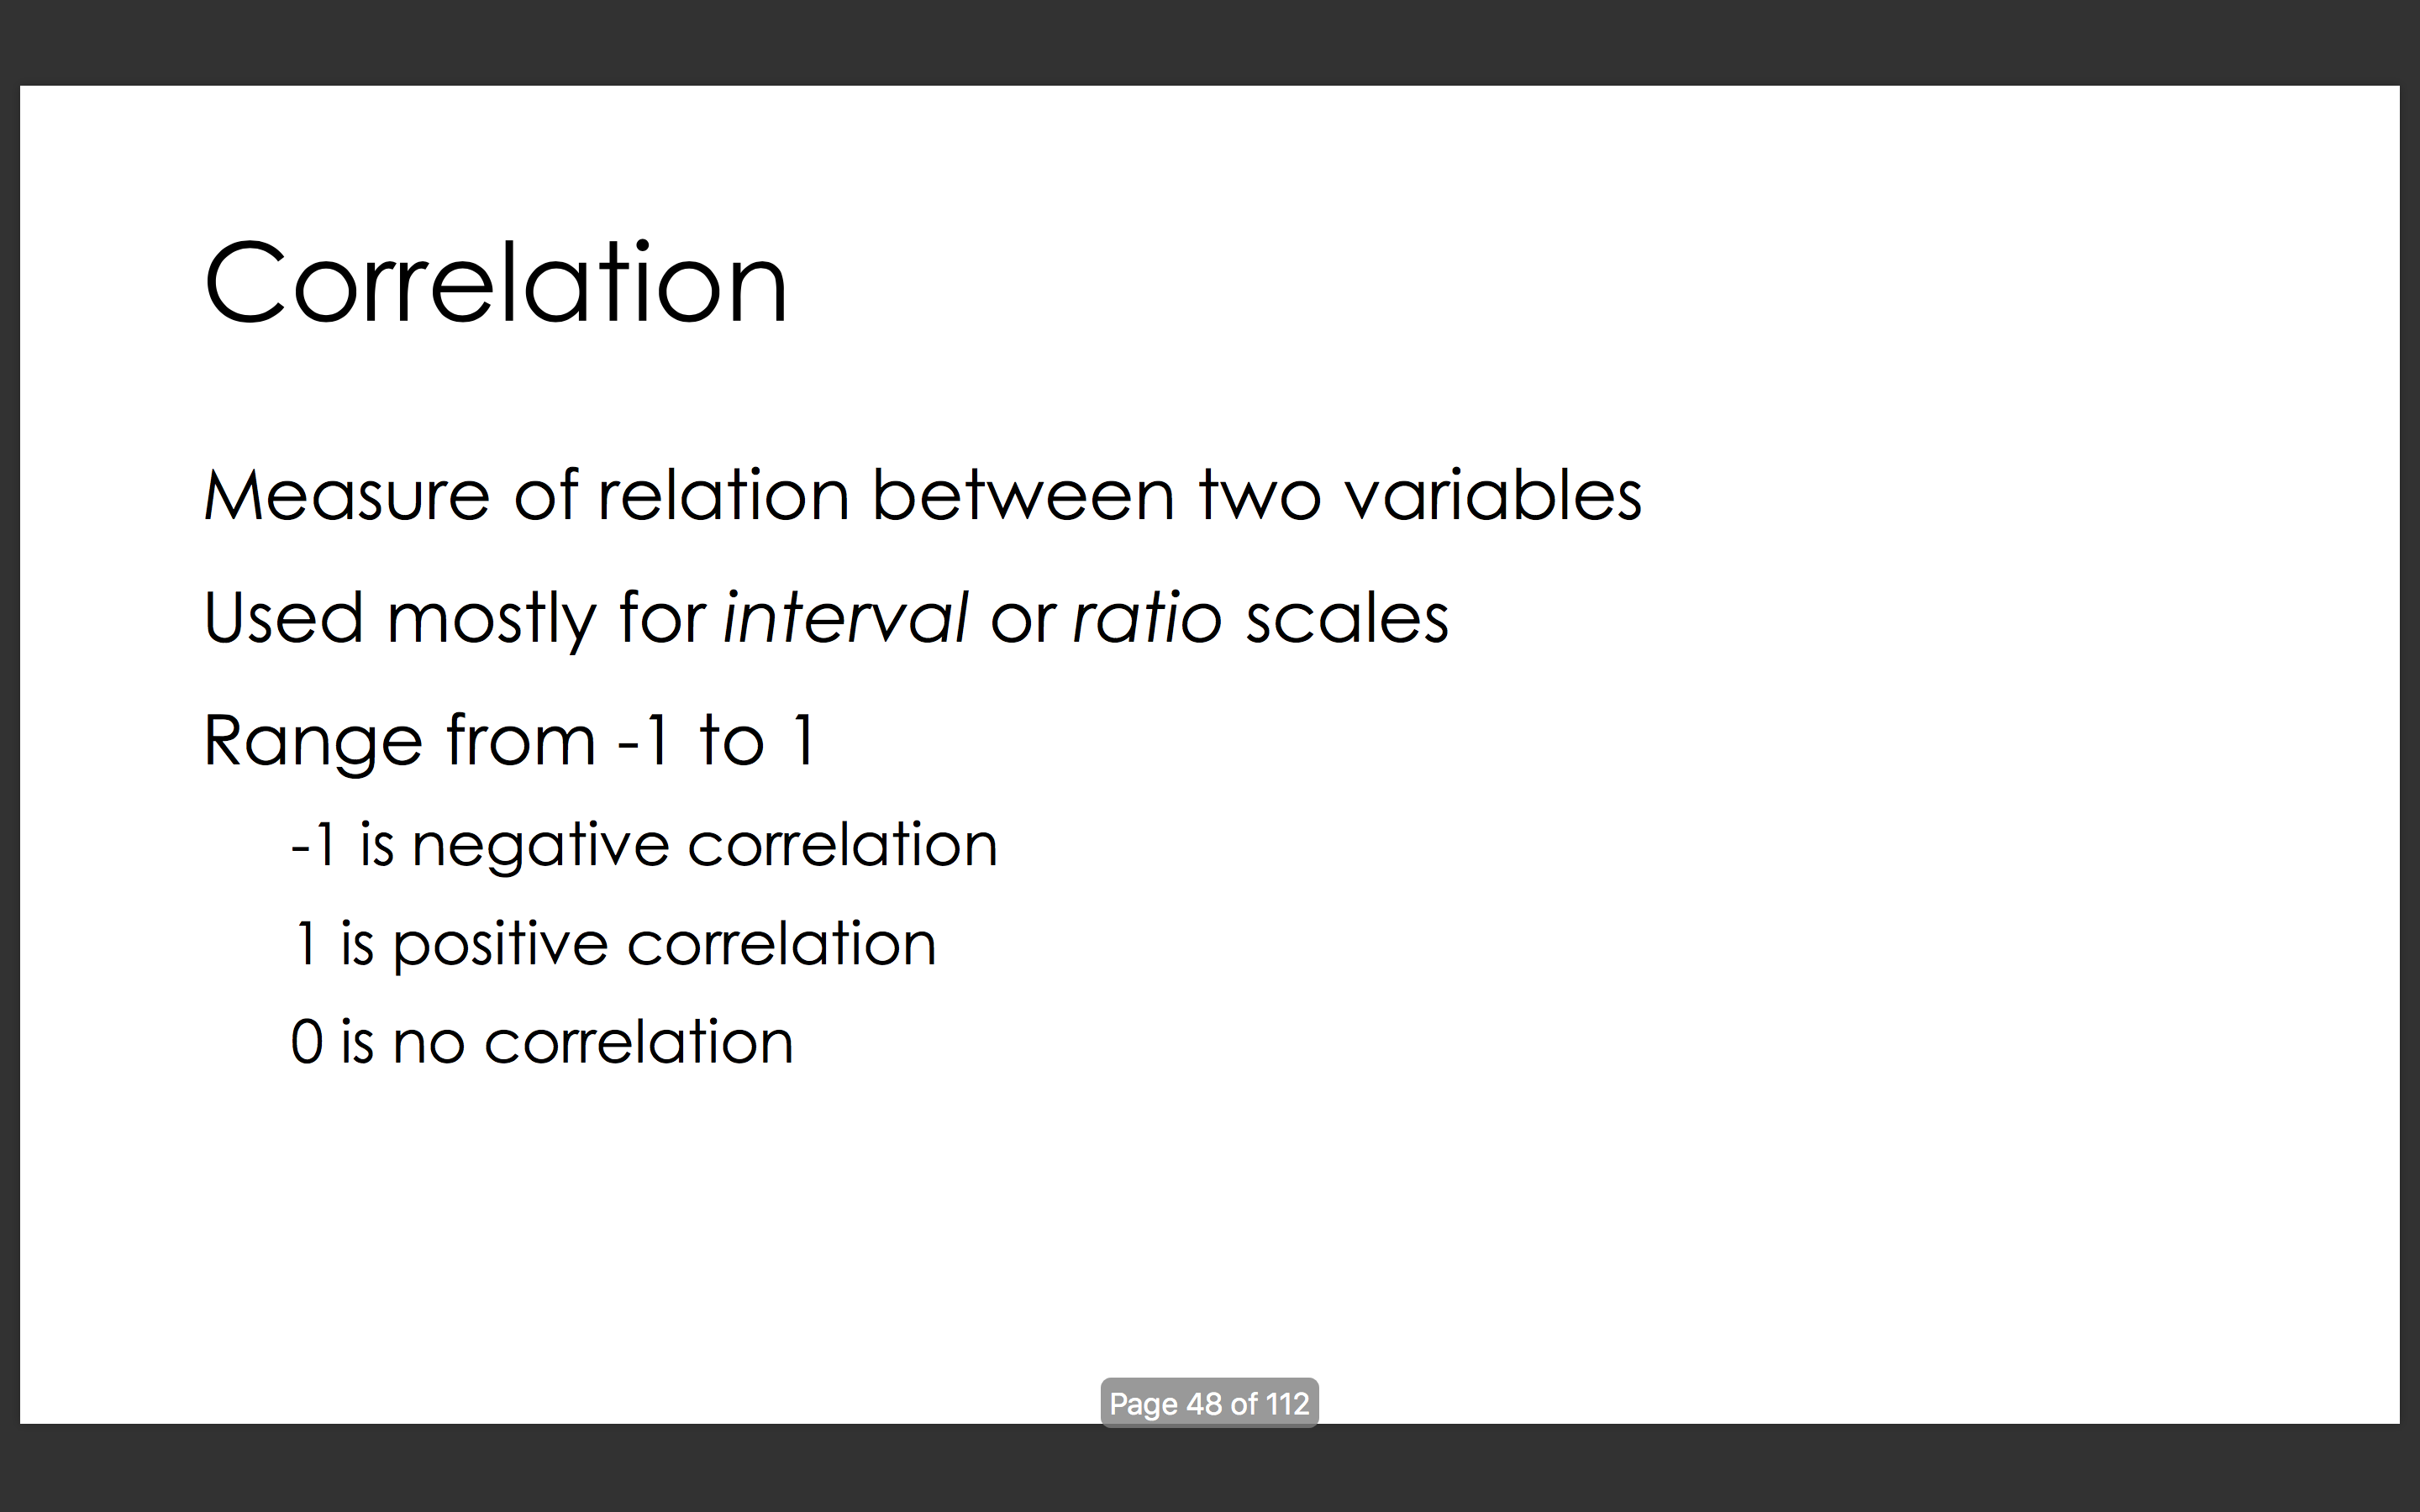 Correlation
Measure of relation between two variables
Used mostly for interval or ratio scales
Range from -1 to 1
-1 is negative correlation
1 is positive correlation
0 is no correlation
Page 48 of 112